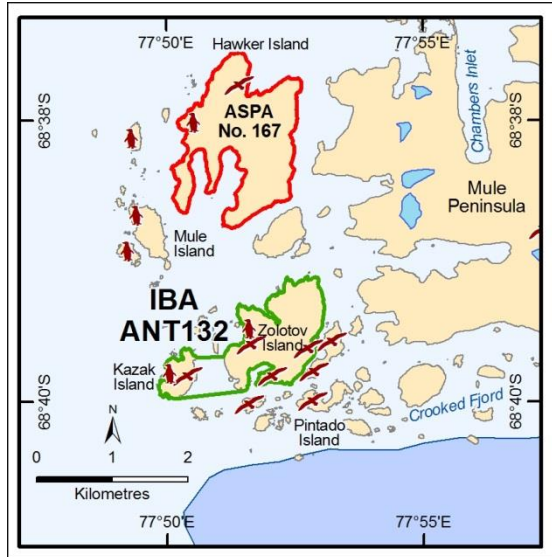 77°50'E
77°55'E
Hawker Island
ASPA
No. 167
68°38'S
68°38'S
Chambers Inlet
Mule
Peninsula
Mule
Island
IBA
ANT132
Zolotov
Island
Kazak
Island
68°40'S
68°40'S
Crooked Fjord
Pintado
Island
N
0 1 2
Kilometres
77°50'E
77°55'E